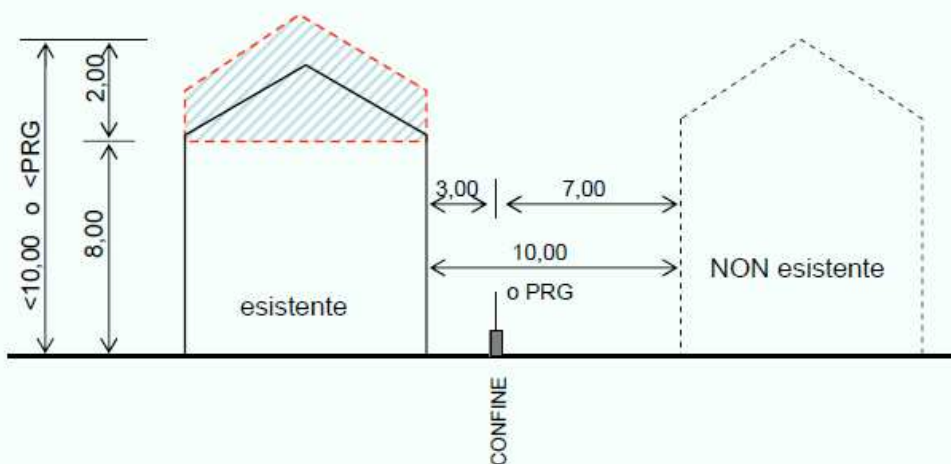 <10,00 o <PRG
2,00
8,00
3,00
7,00
10,00
o PRG
esistente
NON esistente
CONFINE